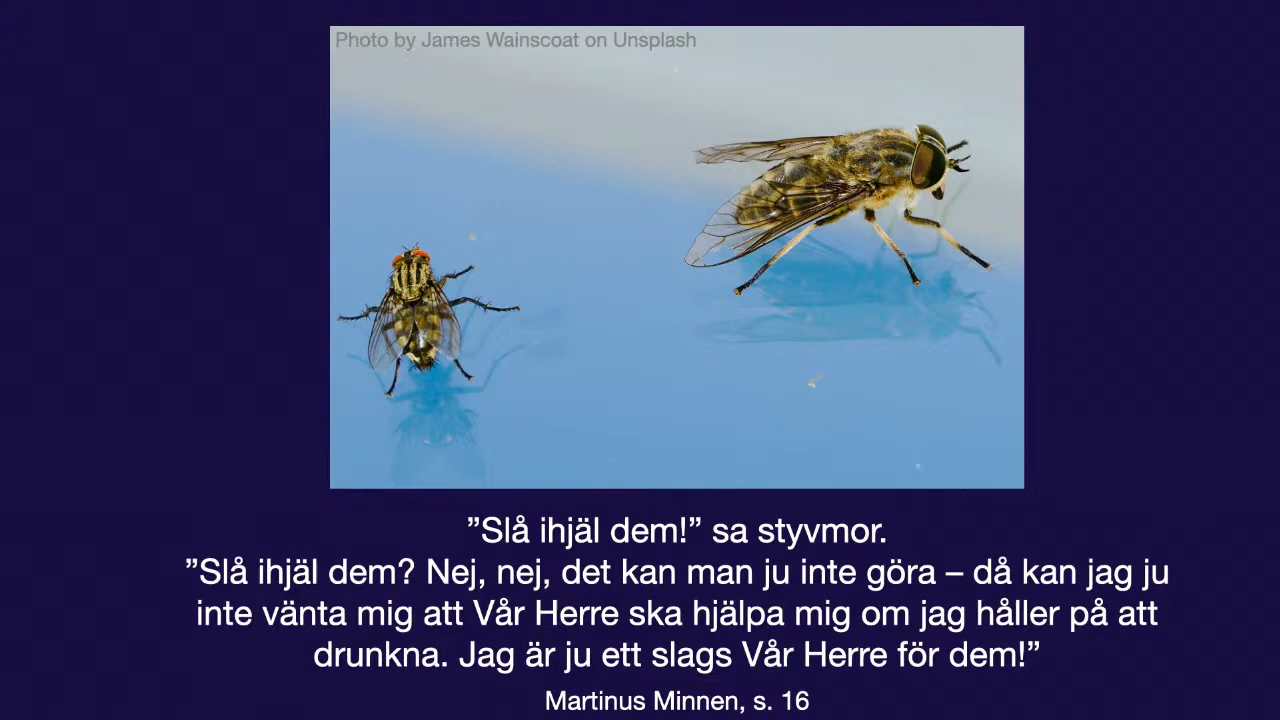 Photo by James Wainscoat on Unsplash
”Slå ihjäl dem!” sa styvmor.
”Slå ihjäl dem? Nej, nej, det kan man ju inte göra – då kan jag ju
inte vänta mig att Vår Herre ska hjälpa mig om jag håller på att
drunkna. Jag är ju ett slags Vår Herre för dem!”
Martinus Minnen, s. 16